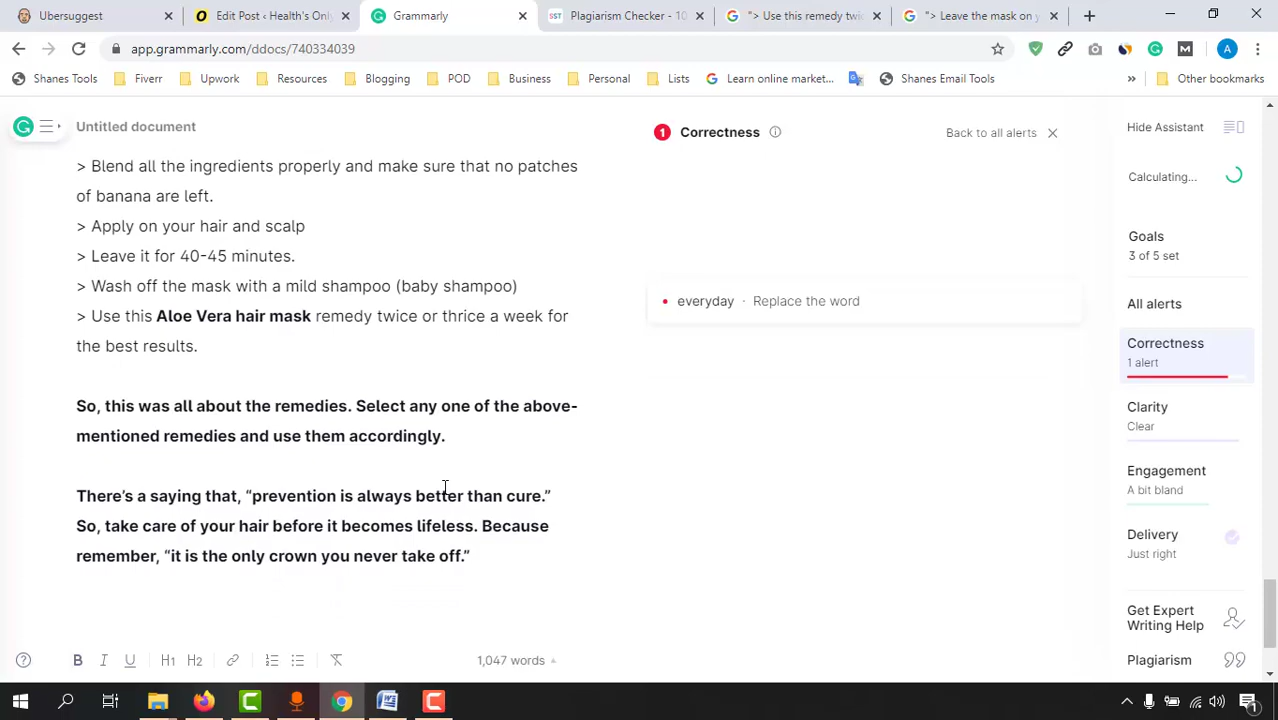 Ubersuggest
Edit Post ‹ Health's Onl
Grammarly
Plagiarism Checker - 10
"> Use this remedy twic
"> Leave the mask on y
app.grammarly.com/ddocs/740334039
A
Shanes Tools
Fiverr
Upwork
Resources
Blogging
POD
Business
Personal
Lists
Learn online market...
Shanes Email Tools
»
Other bookmarks
Untitled document
1 Correctness
Back to all alerts
Hide Assistant
> Blend all the ingredients properly and make sure that no patches
of banana are left.
> Apply on your hair and scalp
> Leave it for 40-45 minutes.
> Wash off the mask with a mild shampoo (baby shampoo)
> Use this Aloe Vera hair mask remedy twice or thrice a week for
the best results.
So, this was all about the remedies. Select any one of the above-
mentioned remedies and use them accordingly.
There's a saying that, “prevention is always better than cure.”
So, take care of your hair before it becomes lifeless. Because
remember, “it is the only crown you never take off.”
everyday · Replace the word
Calculating...
Goals
3 of 5 set
All alerts
Correctness
1 alert
Clarity
Clear
Engagement
A bit bland
Delivery
Just right
Get Expert
Writing Help
Plagiarism
B I U H1 H2
1,047 words
1